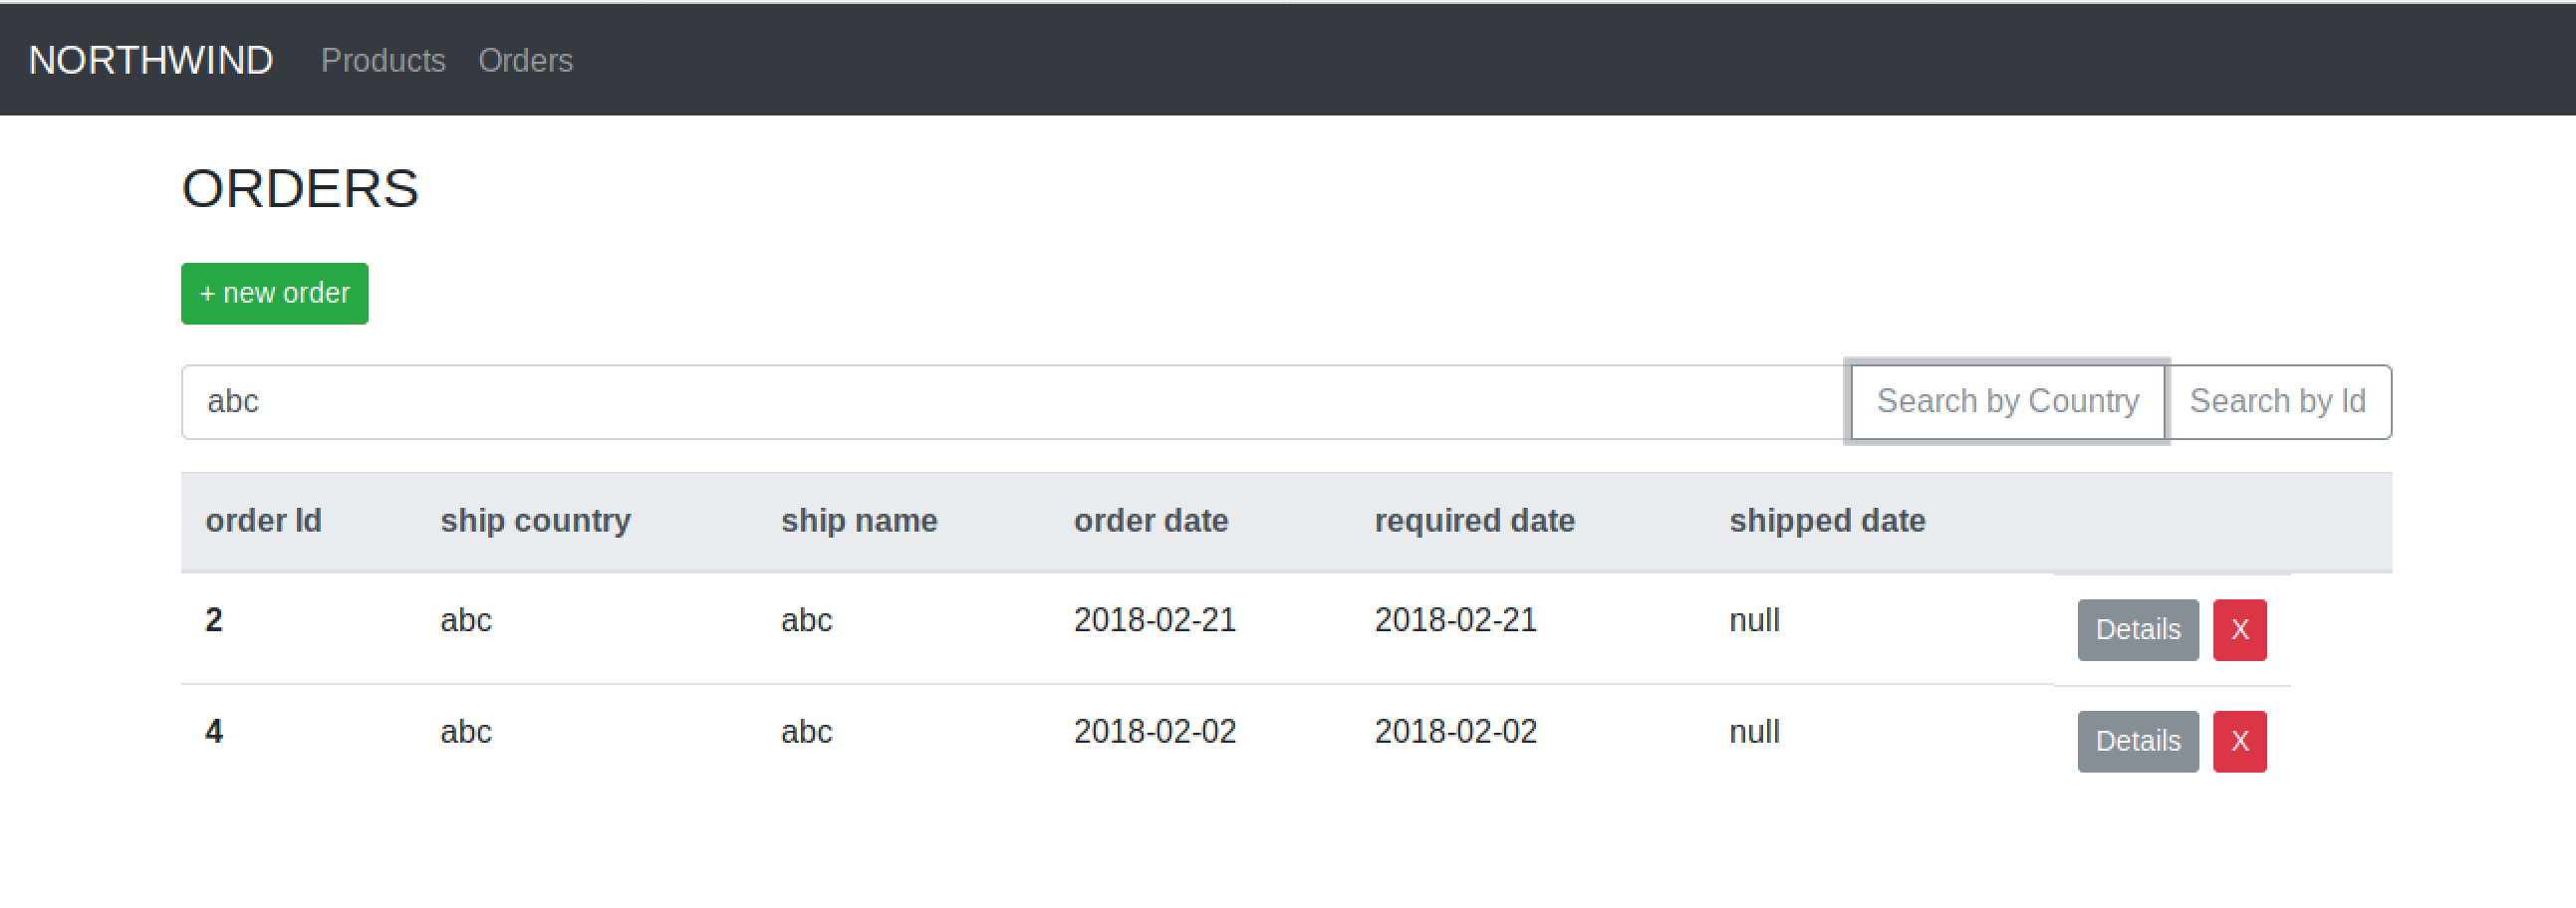 NORTHWIND Products Orders
ORDERS
+ new order
abc Search by Country Search by Id
order Id ship country ship name order date required date shipped date
2 abc abc 2018-02-21 2018-02-21 null Details X
4 abc abc 2018-02-02 2018-02-02 null Details X